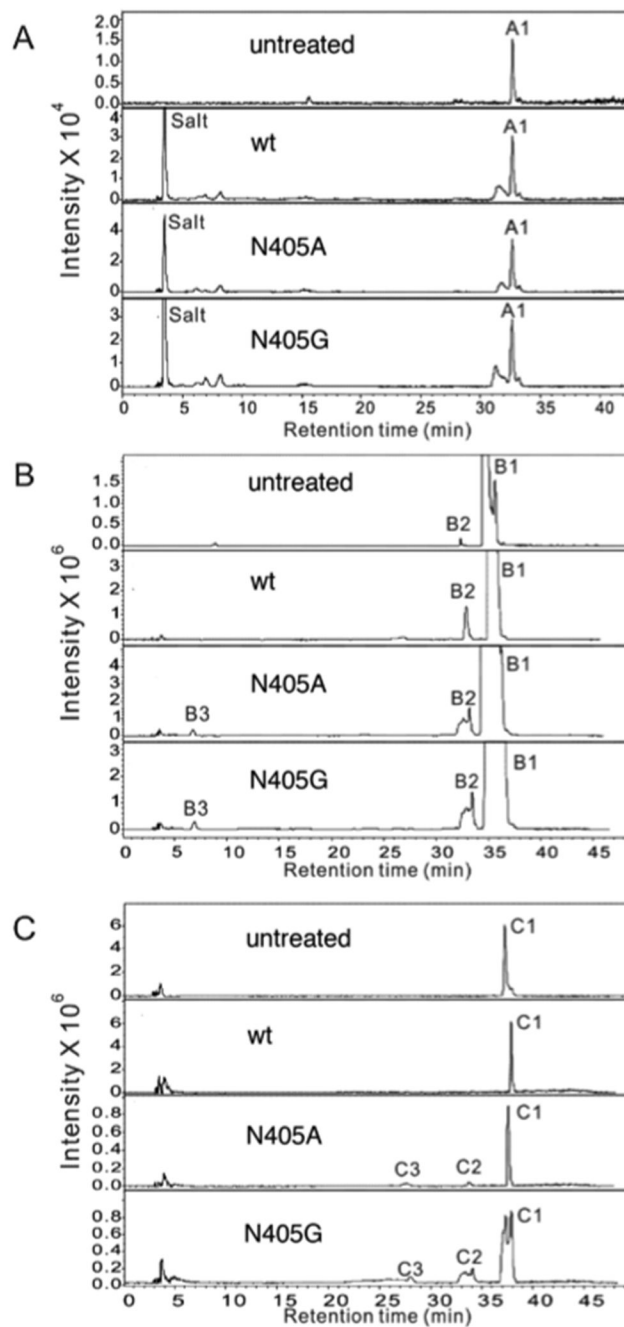 A
untreated
A1
2.0
1.5
1.0
0.5
0.0
Salt
wt
A1
4
3
2
1
0
Salt
N405A
A1
4
2
0
Salt
N405G
A1
3
2
1
0
Intensity X 10^4
0 5 10 15 20 25 30 35 40
Retention time (min)
B
untreated
B2
B1
1.5
1.0
0.5
0.0
wt
B2
B1
3
2
1
0
N405A
B3
B2
B1
4
3
2
1
0
N405G
B3
B2
B1
3
2
1
0
Intensity X 10^6
0 5 10 15 20 25 30 35 40 45
Retention time (min)
C
untreated
C1
6
4
2
0
wt
C1
6
4
2
0
N405A
C3
C2
C1
0.8
0.6
0.4
0.2
0.0
N405G
C3
C2
C1
0.8
0.6
0.4
0.2
0.0
Intensity X 10^6
0 5 10 15 20 25 30 35 40 45
Retention time (min)